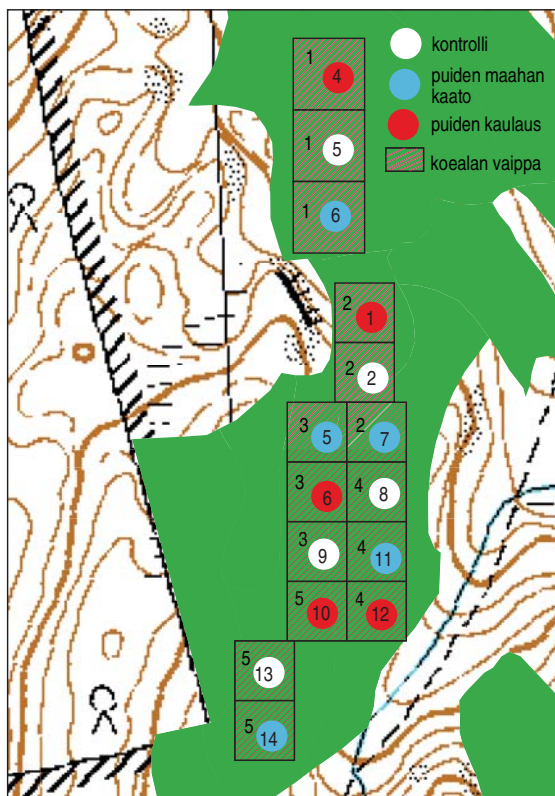 kontrolli
puiden maahan
kaato
puiden kaulaus
koealan vaippa
1 4
1 5
1 6
2 1
2 2
3 5 2 7
3 6 4 8
3 9 4 11
5 10 4 12
5 13
5 14